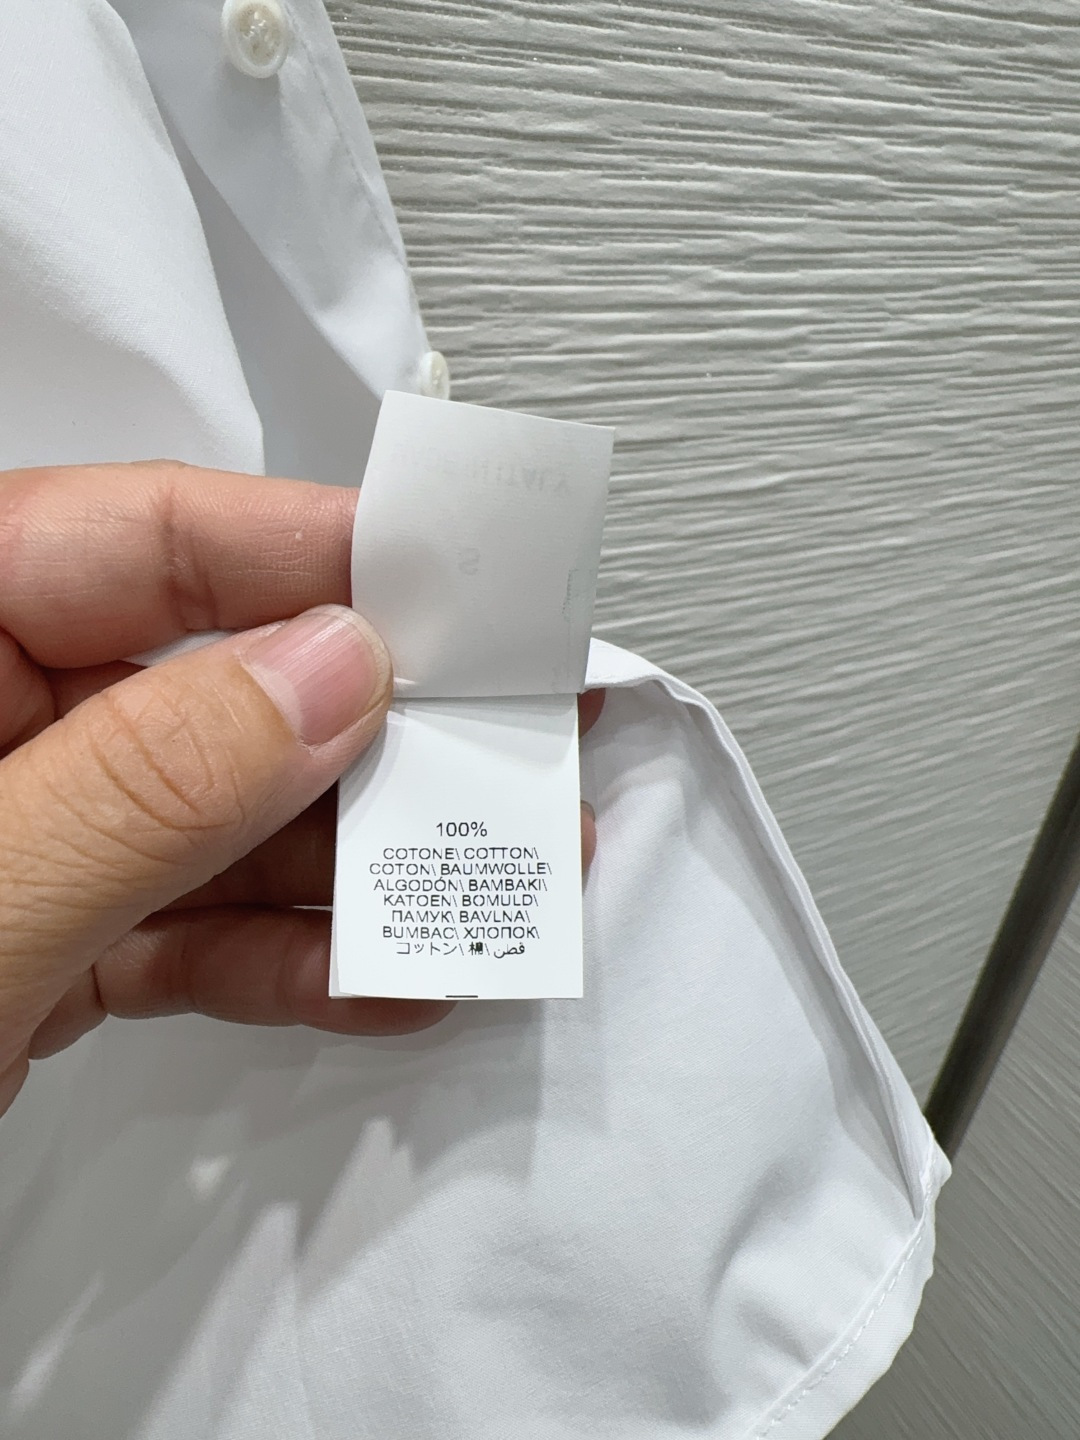 100%
COTONE\ COTTON\
COTON\ BAUMWOLLE\
ALGODÓN\ BAMBAKI\
KATOEN\ BOMULD\
ПАМУК\ BAVLNA\
BUMBAC\ ХЛОПОК\
コットン\ 棉\ قطن